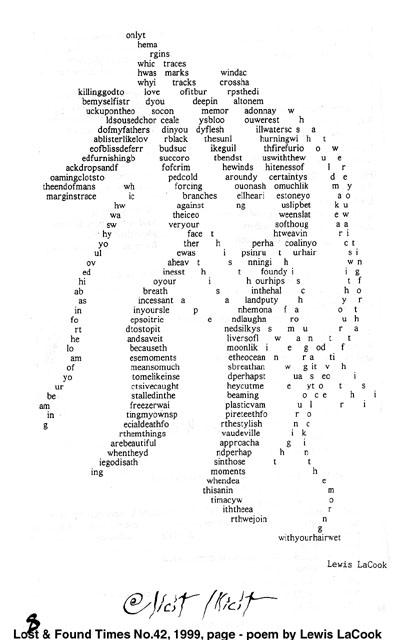 onlyt
hema
rgins
whic traces
hwas marks windac
whyi tracks crossha
killinggodto love ofitbur rpsthedi
bemyselfistr dyou deepin altonem
uckupontheo socon memor adonnay w
ldsousedchor ceale ysbloo ouwerest h
dofmyfathers dinyou dyflesh illwatersc s a
ablisterlikelov rblack thesunl hurningwi h t
eofblissdeferr budsuc ikeguil thfirefurio o w
edfurnishingb succoro tbendst uswiththew u e
ackdropsandf fofcrim hewinds hitenessof l r
oamingclotsto pedcold aroundy certaintys d e
theendofmans wh forcing ouonash omuchlik m y
marginstrace ic branches ellheari estoneyo a o
hw against ng uslipbet k u
wa theiceo weenslat e w
sw veryour softhoug a a
hy face t htweavin r i
yo ther h perha coalinyo c t
ul ewas i psinru t urhair s i
ov aheav t s nningi h w n
ed inesst h t foundy i i g
hi oyour i h ourhips s t f
ab breath s inthehal c h o
as incessant a a landputy h y r
in inyoursle p nhemona f a o t
fo epsoitric e ndlaughn ro u h
rt dtostopit nedsilkys s m u r a
he andsaveit liversofl w a n t t
lo becauseth moonlik i e g o d f
am esemoments etheocean n r a t i
of meansomuch sbreathan w g it v h
yo tomelikeinse dperhapst u a s e c i
ur ctsivecaught heycutme e y t o t s
be stalledinthe beaming o c e h i
am freezerwai plasticvam u l r i
in tingmyownsp pireteethfo r o
g ecialdeathfo rthestylish n c
rthemthings vaudeville i k
arebeautiful approacha g i
whentheyd ndperhap h n
iegodisath sinthose t t
ing moments h
whendea e
thisanin m
timacyw o
iththeea r
rthwejoin n
g
withyourhairwet
Lewis LaCook
8
Lost & Found Times No.42, 1999, page - poem by Lewis LaCook